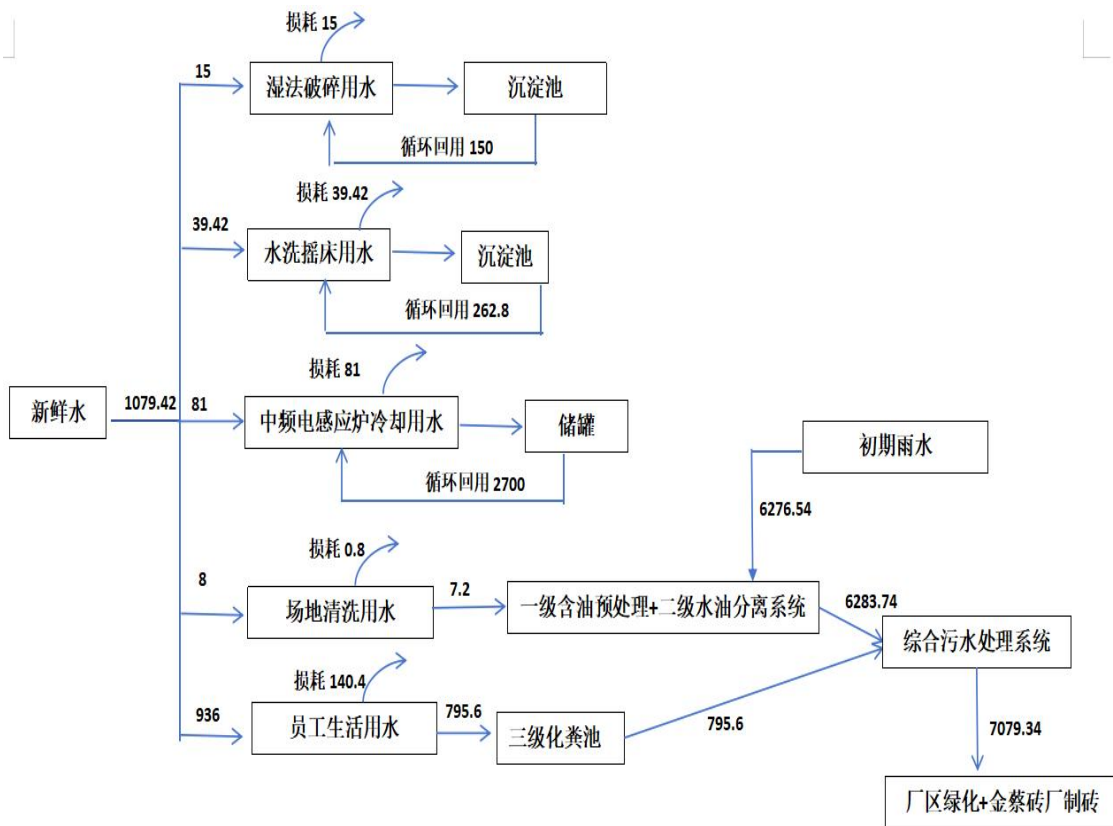 损耗 15
15
湿法破碎用水
沉淀池
循环回用 150
损耗 39.42
39.42
水洗摇床用水
沉淀池
循环回用 262.8
损耗 81
新鲜水
1079.42
81
中频电感应炉冷却用水
储罐
循环回用 2700
初期雨水
6276.54
损耗 0.8
8
场地清洗用水
7.2
一级含油预处理+二级水油分离系统
6283.74
综合污水处理系统
损耗 140.4
936
员工生活用水
795.6
三级化粪池
795.6
7079.34
厂区绿化+金蔡砖厂制砖